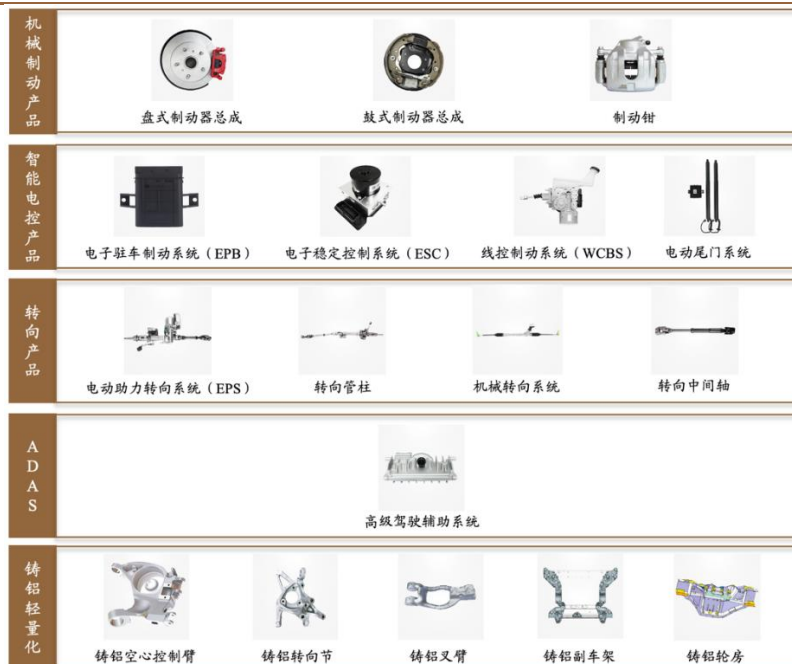 机械制动产品
盘式制动器总成
鼓式制动器总成
制动钳
智能电控产品
电子驻车制动系统（EPB）
电子稳定控制系统（ESC）
线控制动系统（WCBS）
电动尾门系统
转向产品
电动助力转向系统（EPS）
转向管柱
机械转向系统
转向中间轴
ADAS
高级驾驶辅助系统
铸铝轻量化
铸铝空心控制臂
铸铝转向节
铸铝叉臂
铸铝副车架
铸铝轮房